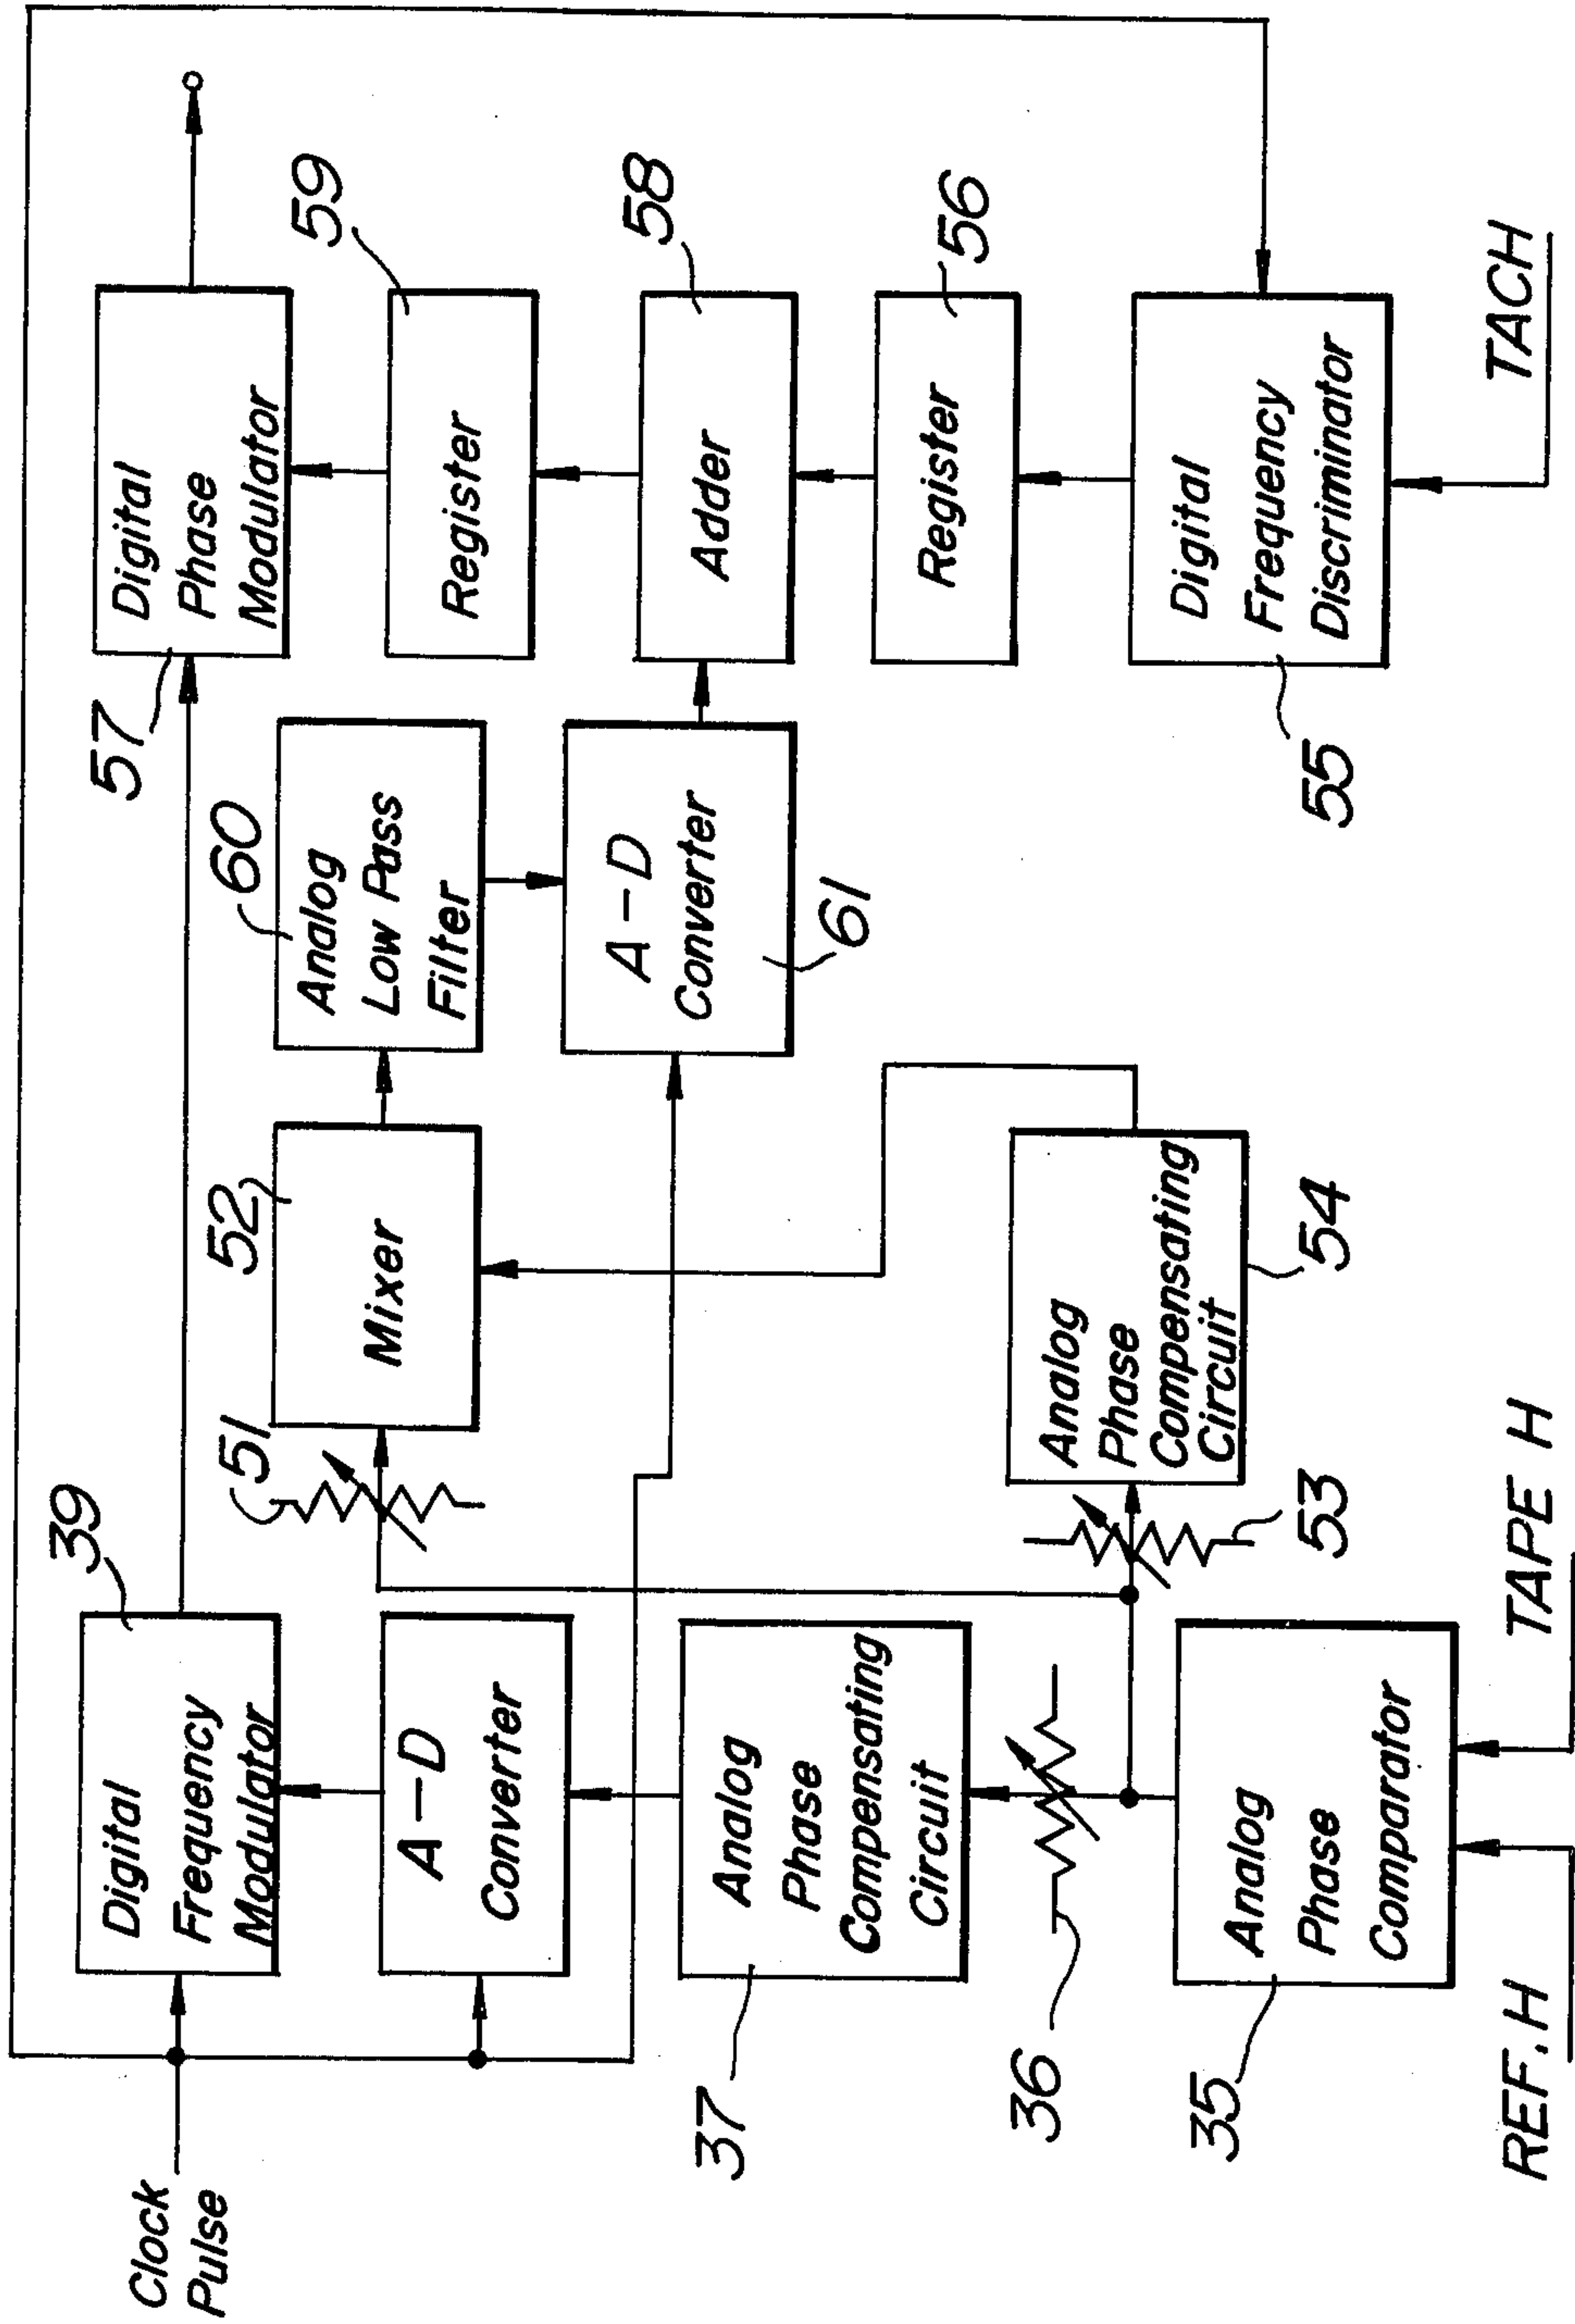 Clock
Pulse
39
Digital
Frequency
Modulator
A-D
Converter
37
Analog
Phase
Compensating
Circuit
36
35
Analog
Phase
Comparator
REF. H
TAPE H
51
52
Mixer
53
54
Analog
Phase
Compensating
Circuit
60
Analog
Low Pass
Filter
61
A-D
Converter
57
Digital
Phase
Modulator
59
Register
58
Adder
56
Register
55
Digital
Frequency
Discriminator
TACH